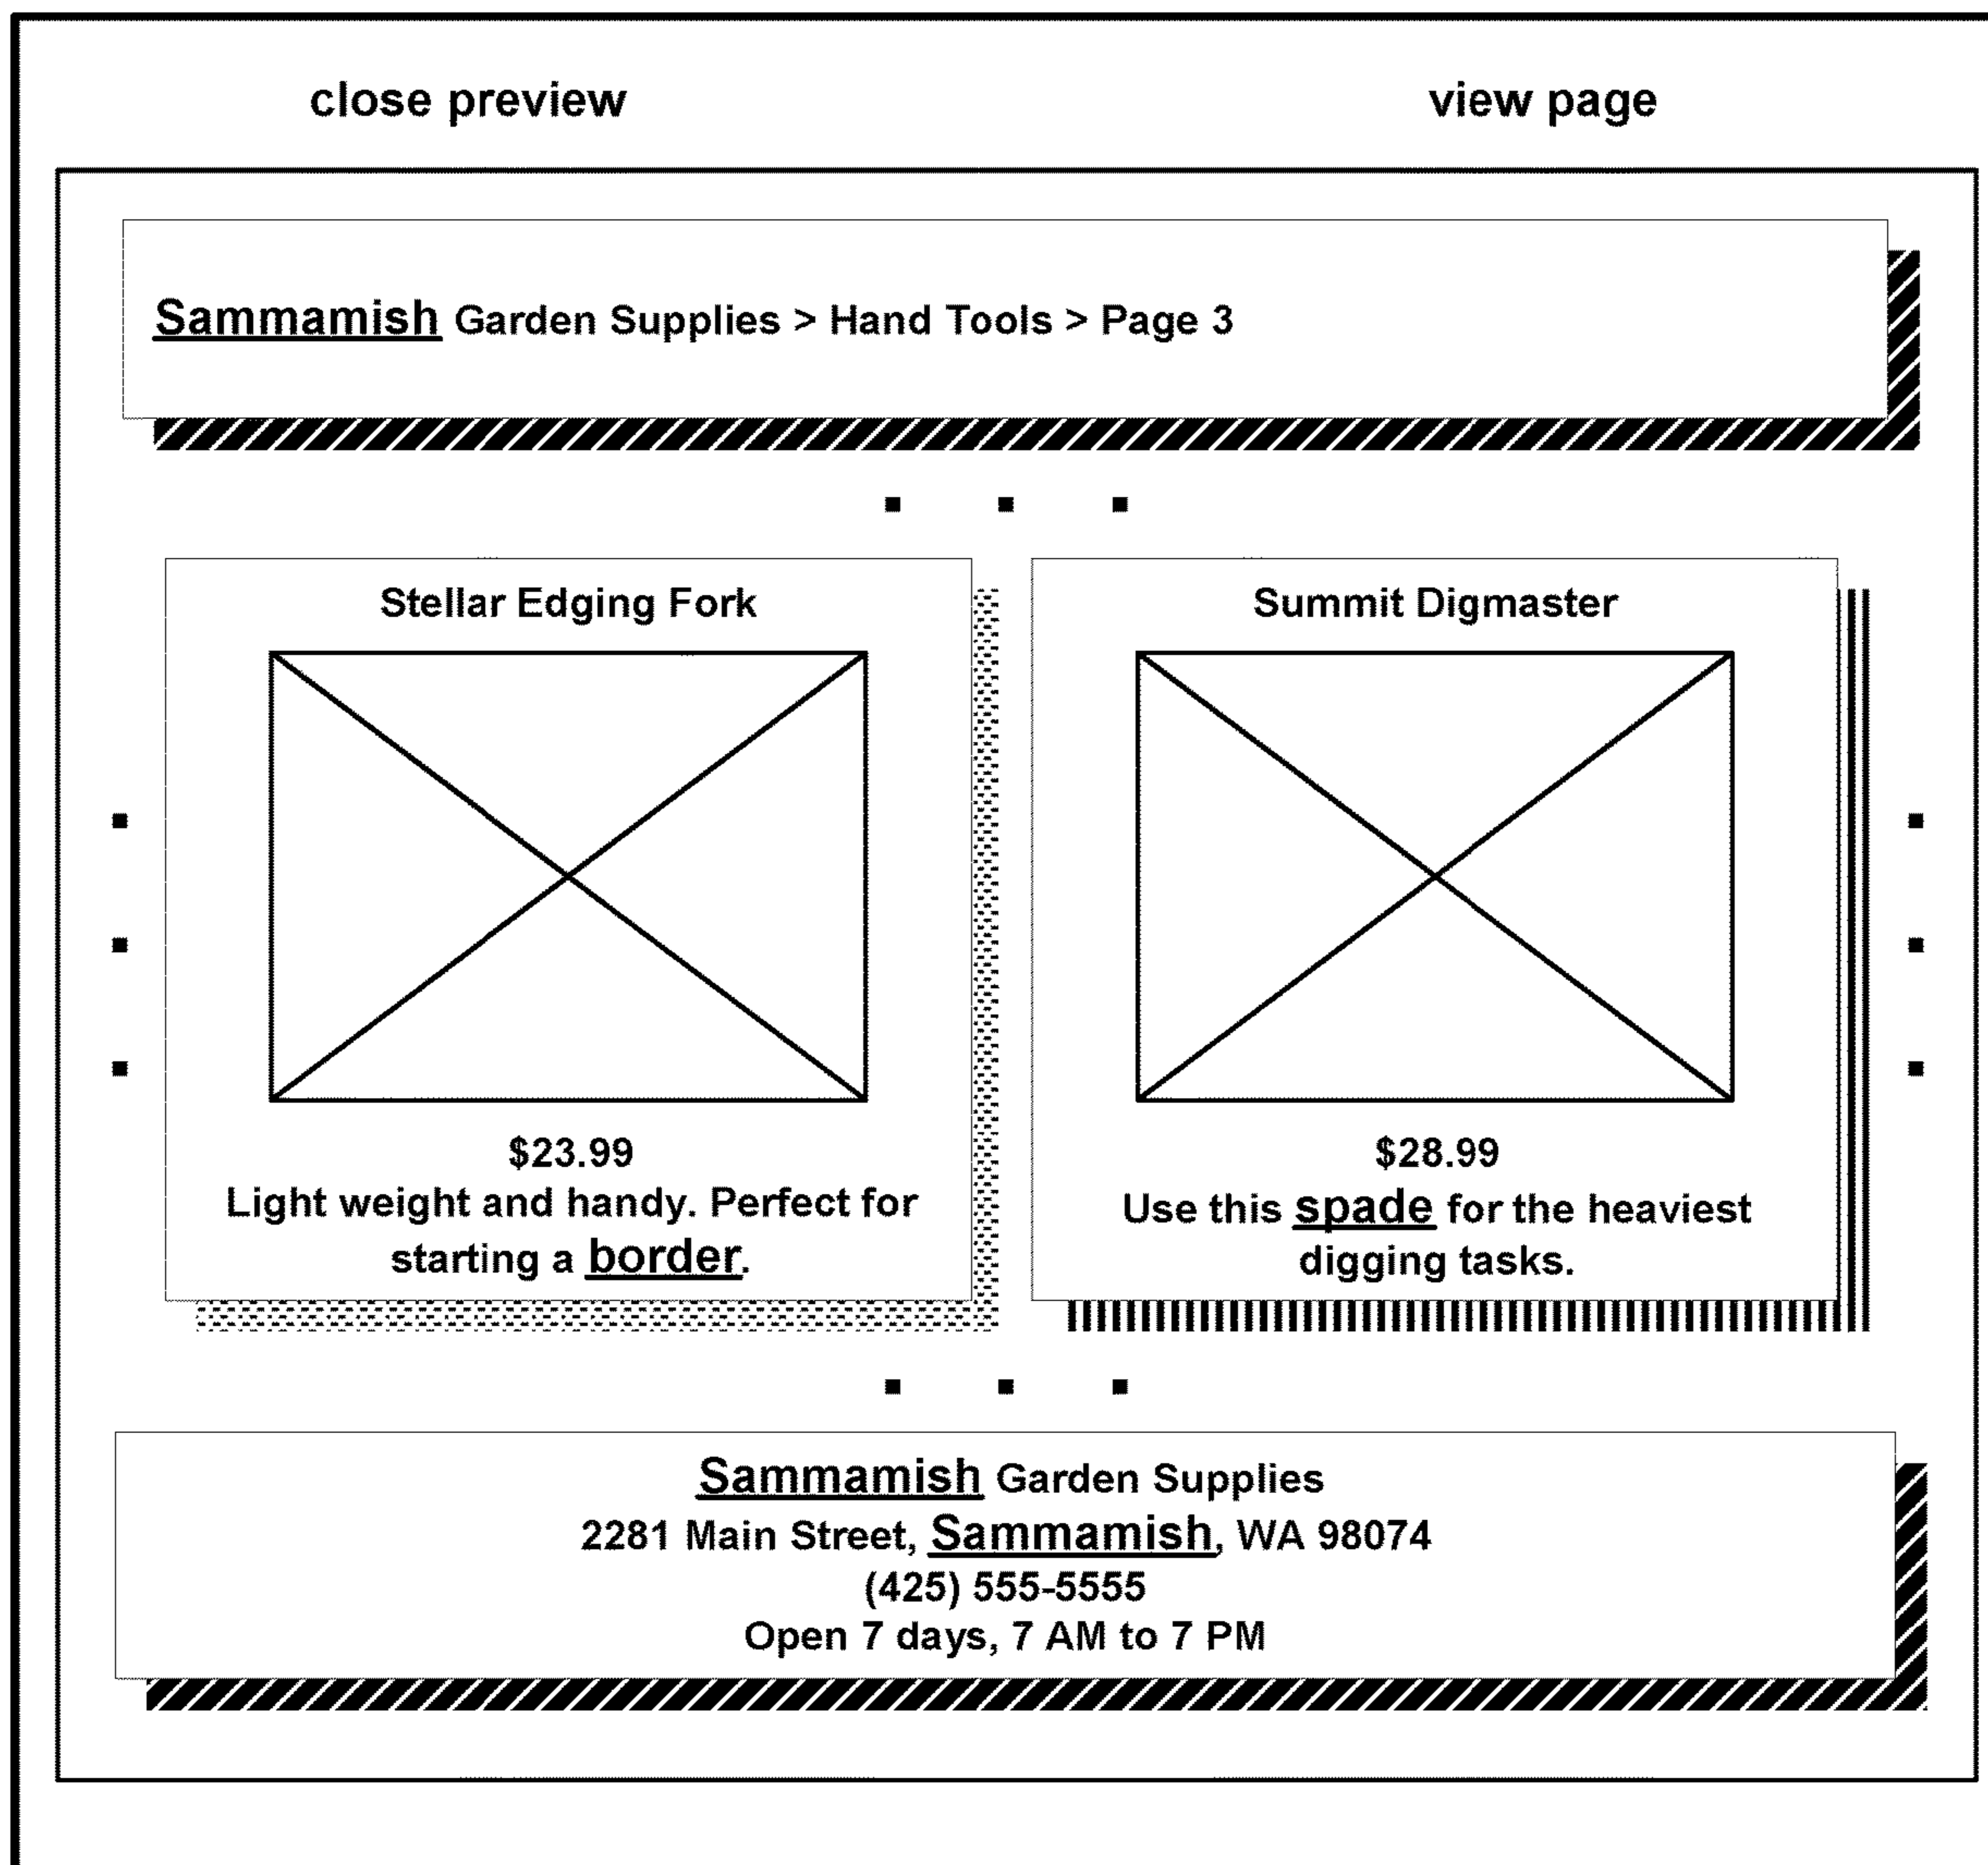 close preview
view page
Sammamish Garden Supplies > Hand Tools > Page 3
Stellar Edging Fork
$23.99
Light weight and handy. Perfect for
starting a border.
Summit Digmaster
$28.99
Use this spade for the heaviest
digging tasks.
Sammamish Garden Supplies
2281 Main Street, Sammamish, WA 98074
(425) 555-5555
Open 7 days, 7 AM to 7 PM